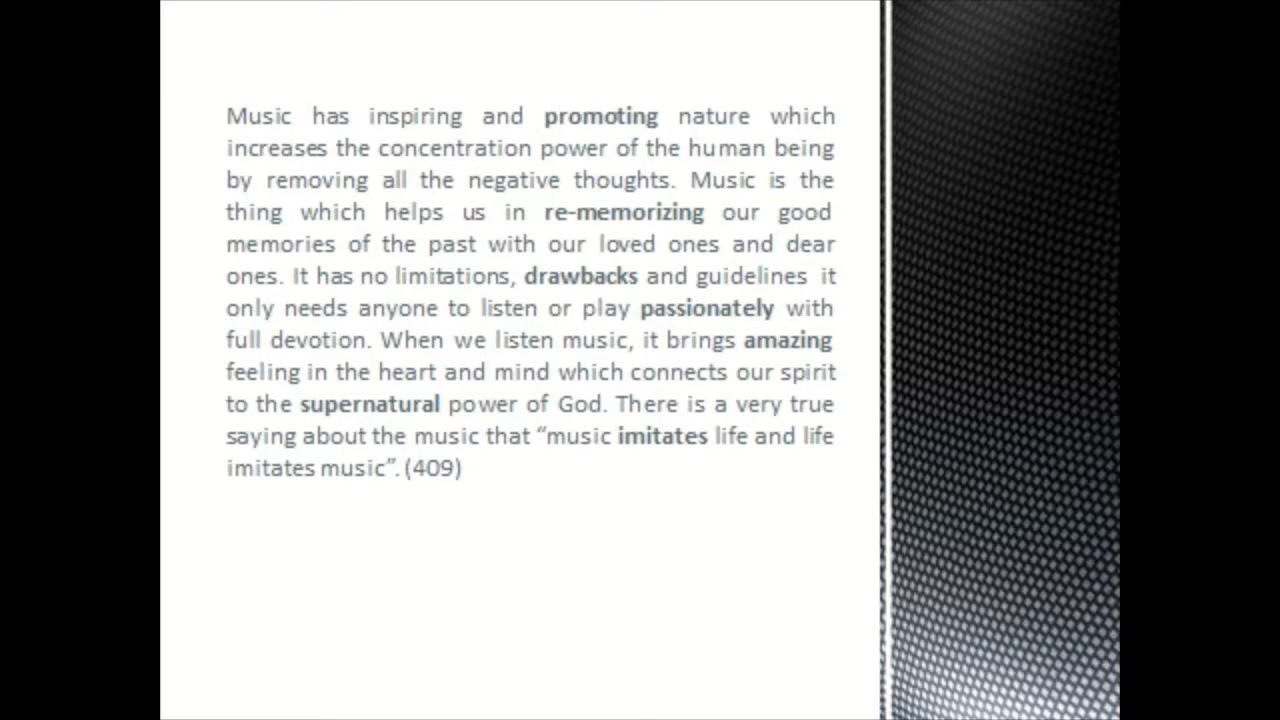 Music has inspiring and promoting nature which
increases the concentration power of the human being
by removing all the negative thoughts. Music is the
thing which helps us in re-memorizing our good
memories of the past with our loved ones and dear
ones. It has no limitations, drawbacks and guidelines it
only needs anyone to listen or play passionately with
full devotion. When we listen music, it brings amazing
feeling in the heart and mind which connects our spirit
to the supernatural power of God. There is a very true
saying about the music that “music imitates life and life
imitates music”. (409)